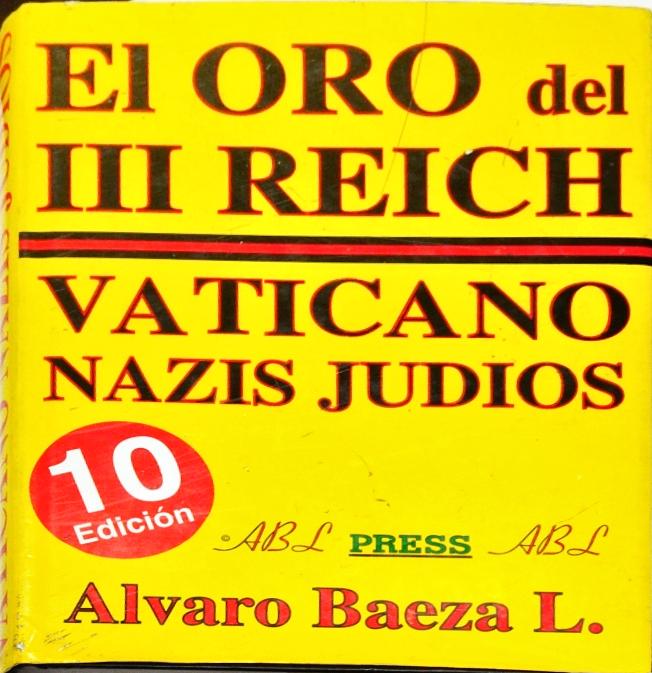 El ORO del
III REICH
VATICANO
NAZIS JUDIOS
10
Edición
©ABL PRESS ABL
Alvaro Baeza L.